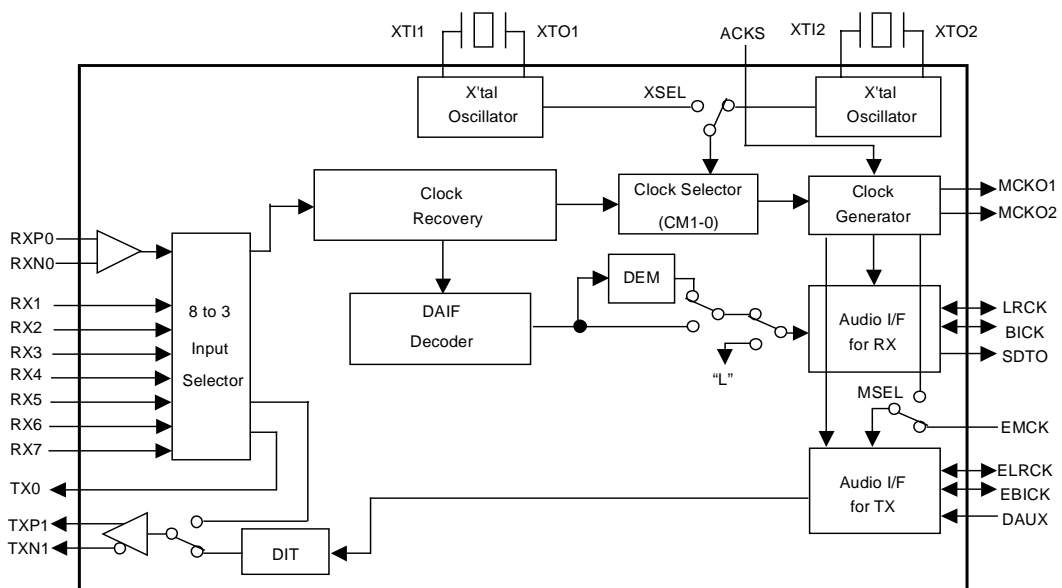 XTI1
XTO1
ACKS
XTI2
XTO2
X'tal
Oscillator
XSEL
X'tal
Oscillator
Clock
Recovery
Clock Selector
(CM1-0)
Clock
Generator
MCKO1
MCKO2
RXP0
RXN0
RX1
RX2
RX3
RX4
RX5
RX6
RX7
8 to 3
Input
Selector
DAIF
Decoder
DEM
“L”
Audio I/F
for RX
LRCK
BICK
SDTO
MSEL
EMCK
TX0
TXP1
TXN1
DIT
Audio I/F
for TX
ELRCK
EBICK
DAUX